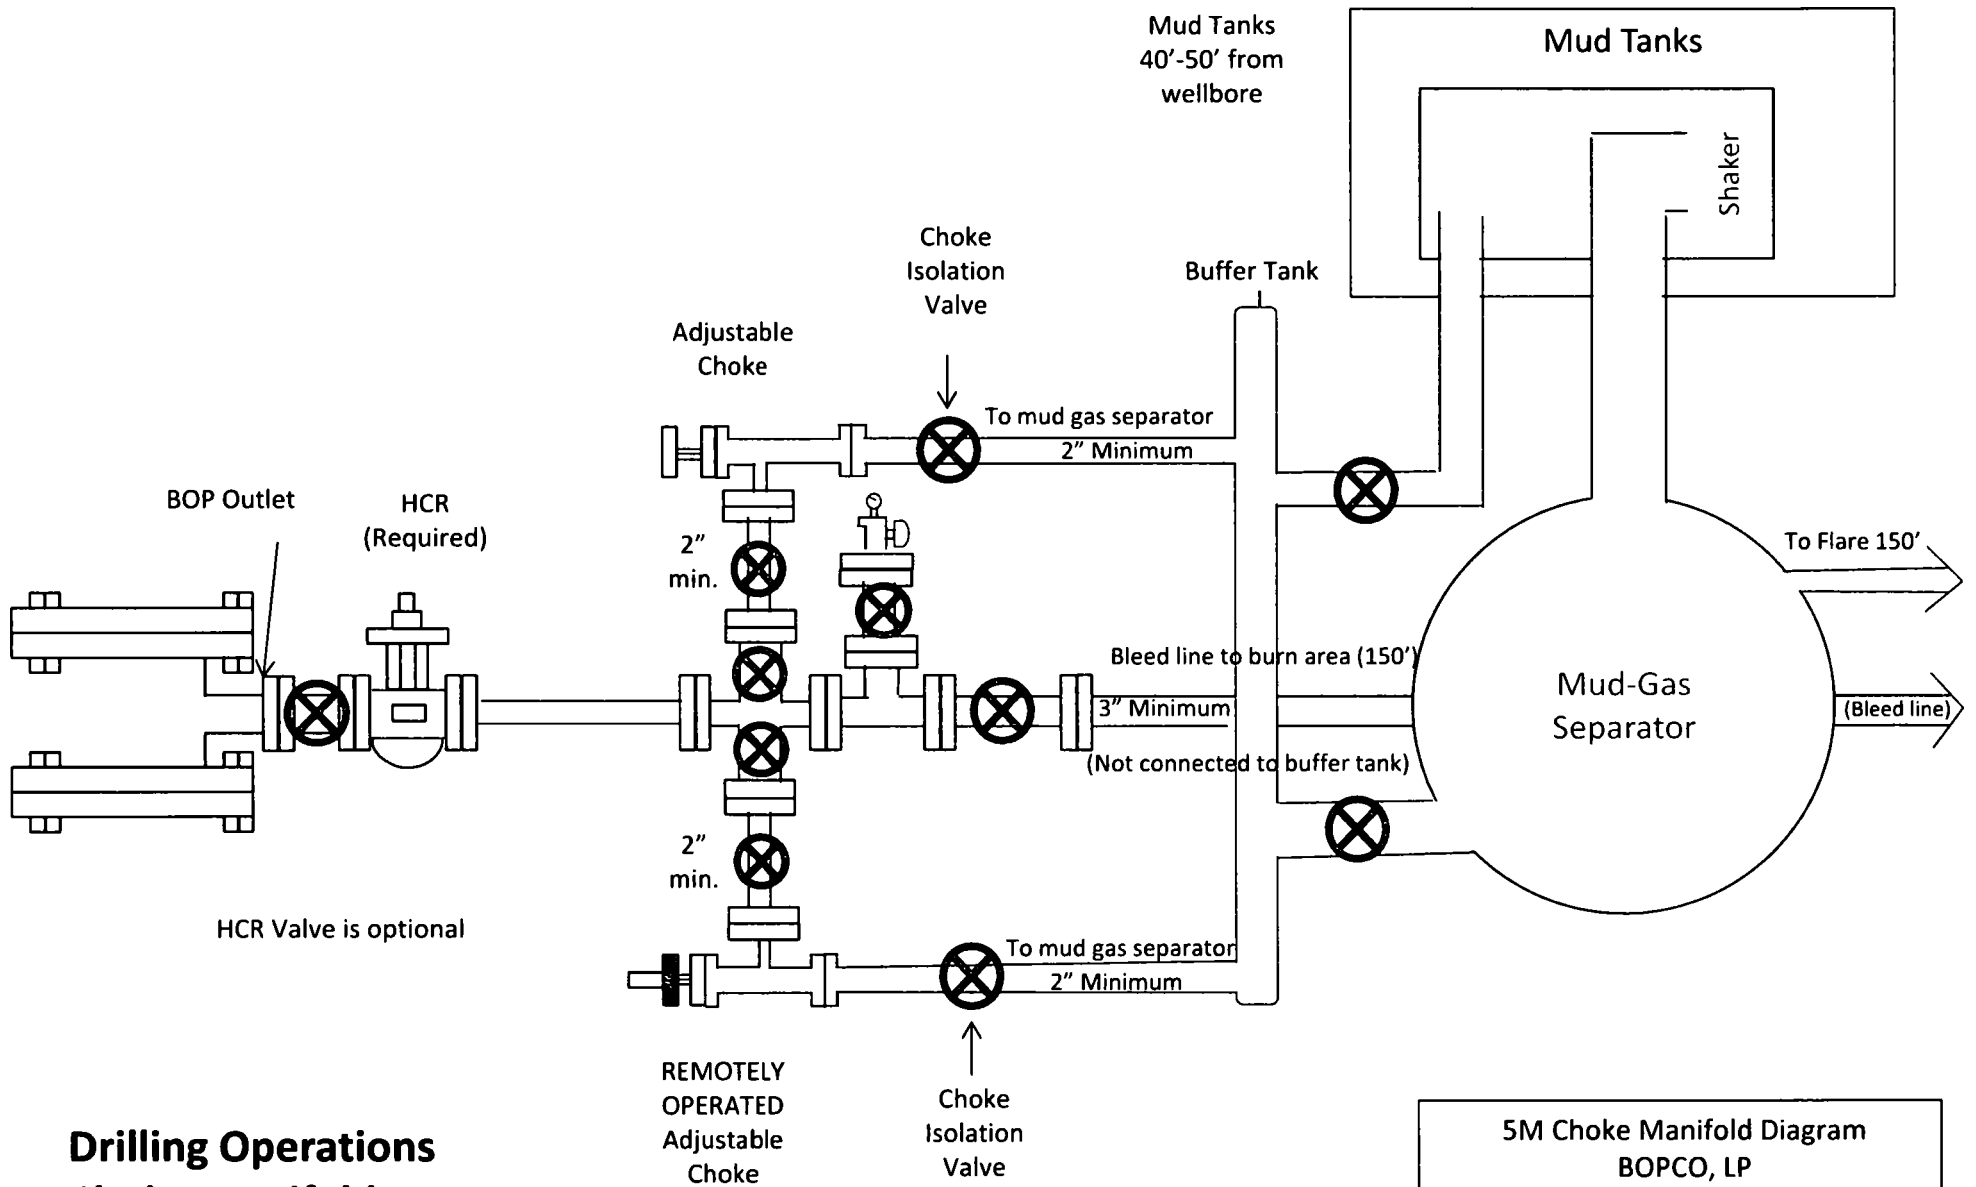 Mud Tanks
40'-50' from
wellbore
Mud Tanks
Shaker
Choke
Isolation
Valve
Buffer Tank
Adjustable
Choke
To mud gas separator
2" Minimum
BOP Outlet
HCR
(Required)
2"
min.
To Flare 150'
Bleed line to burn area (150')
3" Minimum
(Not connected to buffer tank)
Mud-Gas
Separator
(Bleed line)
2"
min.
HCR Valve is optional
To mud gas separator
2" Minimum
REMOTELY
OPERATED
Adjustable
Choke
Choke
Isolation
Valve
Drilling Operations
5M Choke Manifold Diagram
BOPCO, LP